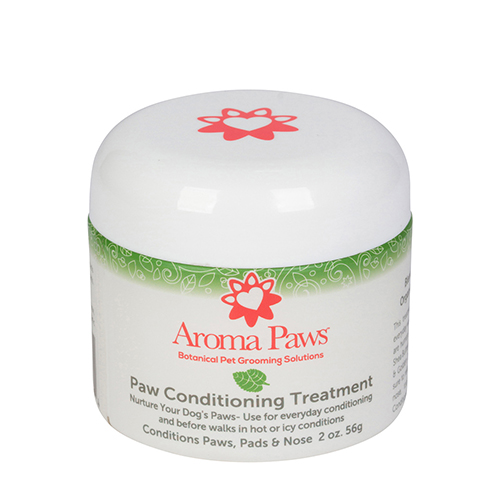 Aroma Paws
Botanical Pet Grooming Solutions
Paw Conditioning Treatment
Nurture Your Dog's Paws- Use for everyday conditioning
and before walks in hot or icy conditions
Conditions Paws, Pads & Nose 2 oz. 56g